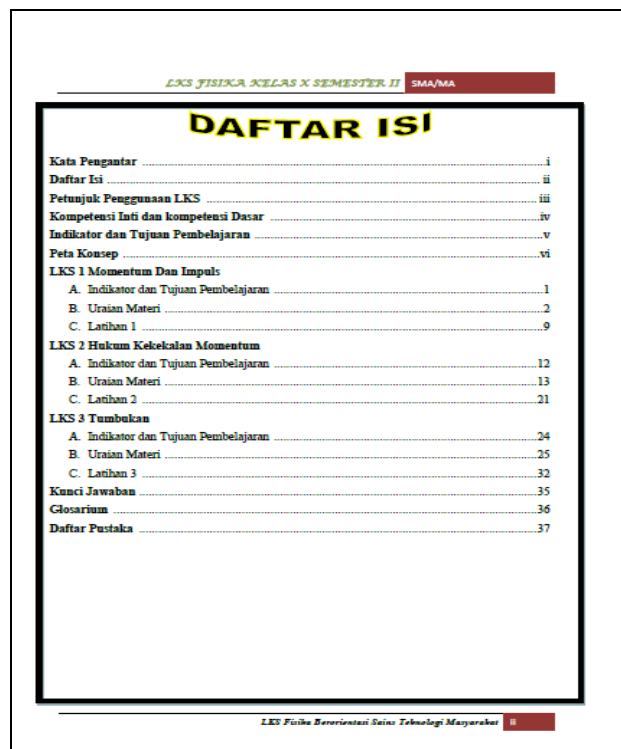 LKS FISIKA KELAS X SEMESTER II SMA/MA
DAFTAR ISI
Kata Pengantar ........ i
Daftar Isi ........ ii
Petunjuk Penggunaan LKS ........ iii
Kompetensi Inti dan kompetensi Dasar ........ iv
Indikator dan Tujuan Pembelajaran ........ v
Peta Konsep ........ vi
LKS 1 Momentum Dan Impuls
A. Indikator dan Tujuan Pembelajaran ........ 1
B. Uraian Materi ........ 2
C. Latihan 1 ........ 9
LKS 2 Hukum Kekekalan Momentum
A. Indikator dan Tujuan Pembelajaran ........ 12
B. Uraian Materi ........ 13
C. Latihan 2 ........ 21
LKS 3 Tumbukan
A. Indikator dan Tujuan Pembelajaran ........ 24
B. Uraian Materi ........ 25
C. Latihan 3 ........ 32
Kunci Jawaban ........ 35
Glosarium ........ 36
Daftar Pustaka ........ 37
LKS Fisika Berorientasi Sains Teknologi Masyarakat ii